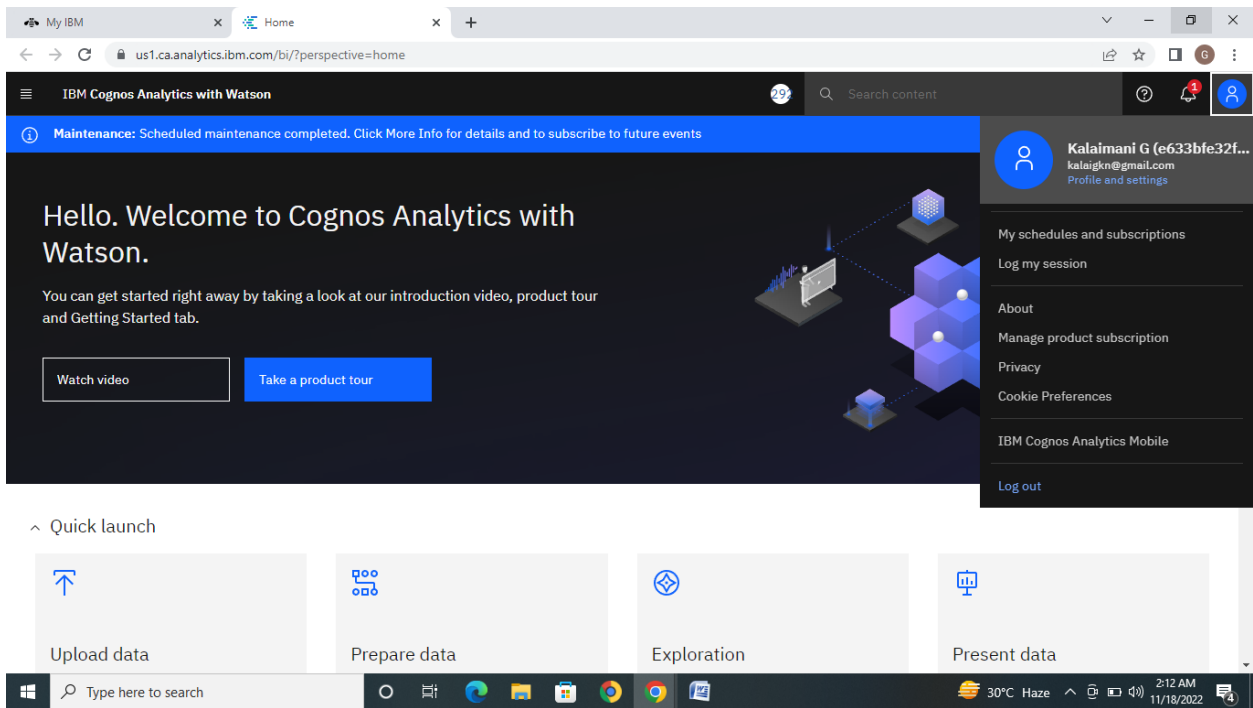 My IBM
Home
us1.ca.analytics.ibm.com/bi/?perspective=home
G
IBM Cognos Analytics with Watson
292
Search content
1
Maintenance: Scheduled maintenance completed. Click More Info for details and to subscribe to future events
Kalaimani G (e633bfe32f...
kalaigkn@gmail.com
Profile and settings
My schedules and subscriptions
Log my session
About
Manage product subscription
Privacy
Cookie Preferences
IBM Cognos Analytics Mobile
Log out
Hello. Welcome to Cognos Analytics with
Watson.
You can get started right away by taking a look at our introduction video, product tour
and Getting Started tab.
Watch video
Take a product tour
Quick launch
Upload data
Prepare data
Exploration
Present data
Type here to search
30°C Haze
2:12 AM
11/18/2022
4